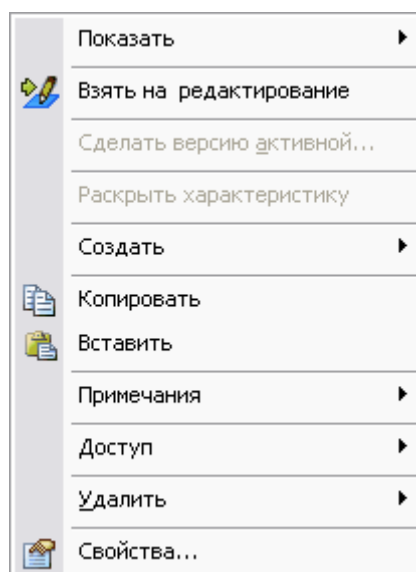 Показать
Взять на  редактирование
Сделать версию активной...
Раскрыть характеристику
Создать
Копировать
Вставить
Примечания
Доступ
Удалить
Свойства...